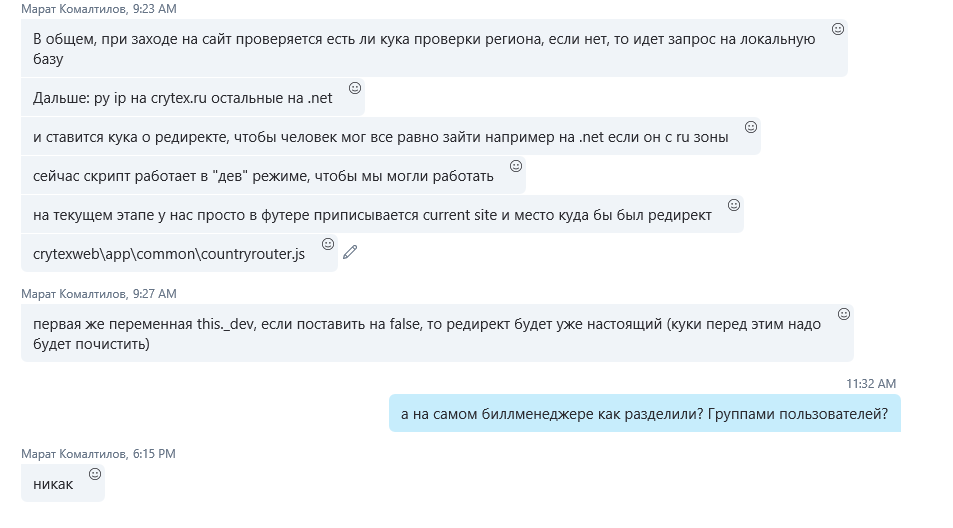 Марат Комалтилов, 9:23 AM
В общем, при заходе на сайт проверяется есть ли кука проверки региона, если нет, то идет запрос на локальную
базу
Дальше: ру ip на crytex.ru остальные на .net
и ставится кука о редиректе, чтобы человек мог все равно зайти например на .net если он с ru зоны
сейчас скрипт работает в "дев" режиме, чтобы мы могли работать
на текущем этапе у нас просто в футере приписывается current site и место куда бы был редирект
crytexweb\app\common\countryrouter.js
Марат Комалтилов, 9:27 AM
первая же переменная this._dev, если поставить на false, то редирект будет уже настоящий (куки перед этим надо
будет почистить)
11:32 AM
а на самом биллменеджере как разделили? Группами пользователей?
Марат Комалтилов, 6:15 PM
никак